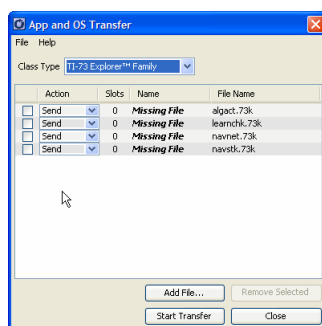 App and OS Transfer
File Help
Class Type TI-73 Explorer™ Family
Action Slots Name File Name
Send 0 Missing File algact.73k
Send 0 Missing File learnchk.73k
Send 0 Missing File navnet.73k
Send 0 Missing File navstk.73k
Add File... Remove Selected
Start Transfer Close